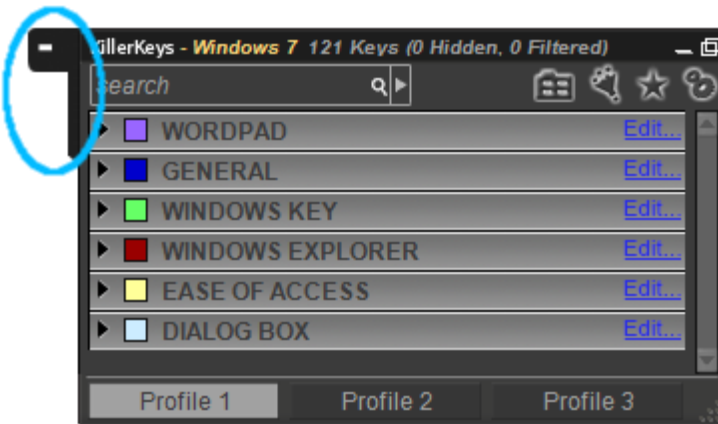 KillerKeys - Windows 7 121 Keys (0 Hidden, 0 Filtered)
search
WORDPAD Edit...
GENERAL Edit...
WINDOWS KEY Edit...
WINDOWS EXPLORER Edit...
EASE OF ACCESS Edit...
DIALOG BOX Edit...
Profile 1 Profile 2 Profile 3